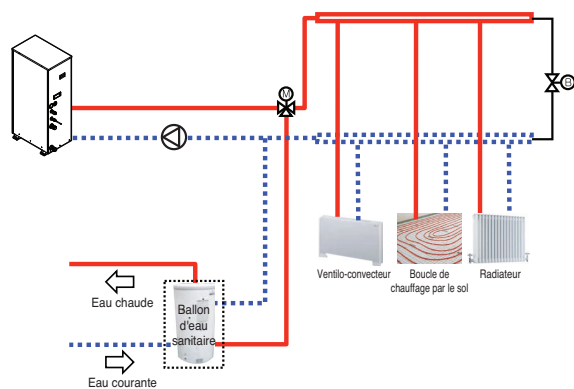 M
B
Ventilo-convecteur
Boucle de
chauffage par le sol
Radiateur
Eau chaude
Ballon
d'eau
sanitaire
Eau courante